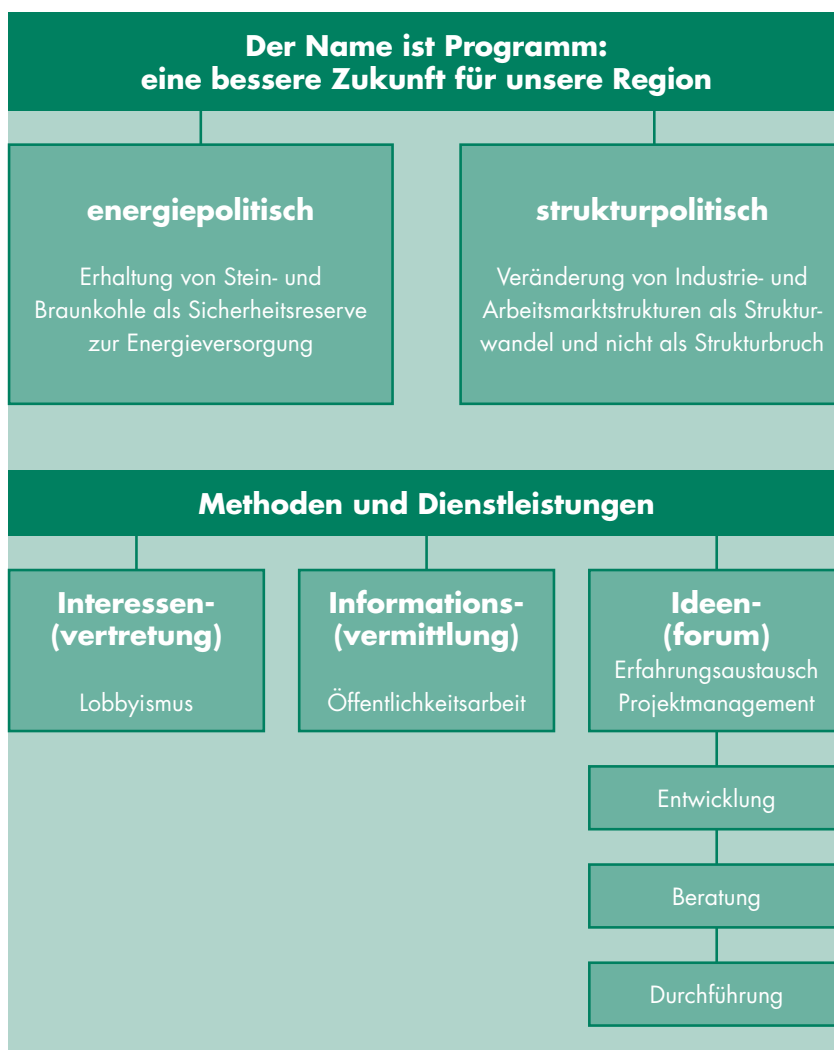 Der Name ist Programm:
eine bessere Zukunft für unsere Region
energiepolitisch
Erhaltung von Stein- und
Braunkohle als Sicherheitsreserve
zur Energieversorgung
strukturpolitisch
Veränderung von Industrie- und
Arbeitsmarktstrukturen als Struktur-
wandel und nicht als Strukturbruch
Methoden und Dienstleistungen
Interessen-
(vertretung)
Lobbyismus
Informations-
(vermittlung)
Öffentlichkeitsarbeit
Ideen-
(forum)
Erfahrungsaustausch
Projektmanagement
Entwicklung
Beratung
Durchführung